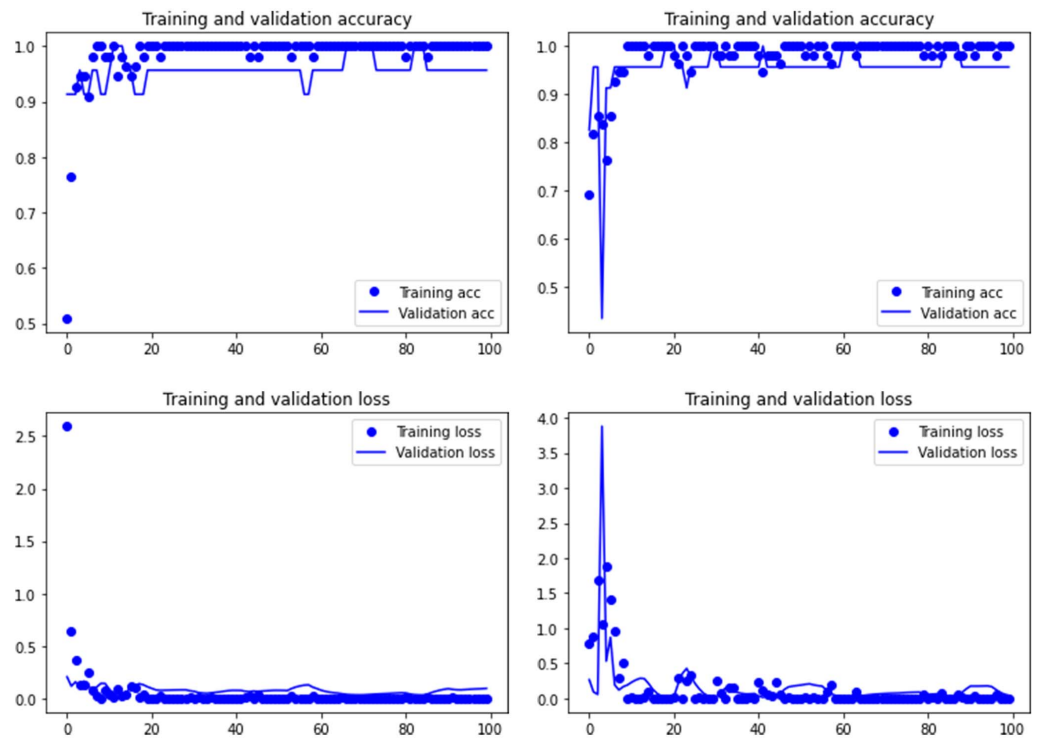 Training and validation accuracy
1.0
0.9
0.8
0.7
0.6
0.5
Training acc
Validation acc
0 20 40 60 80 100
Training and validation accuracy
1.0
0.9
0.8
0.7
0.6
0.5
Training acc
Validation acc
0 20 40 60 80 100
Training and validation loss
2.5
2.0
1.5
1.0
0.5
0.0
Training loss
Validation loss
0 20 40 60 80 100
Training and validation loss
4.0
3.5
3.0
2.5
2.0
1.5
1.0
0.5
0.0
Training loss
Validation loss
0 20 40 60 80 100